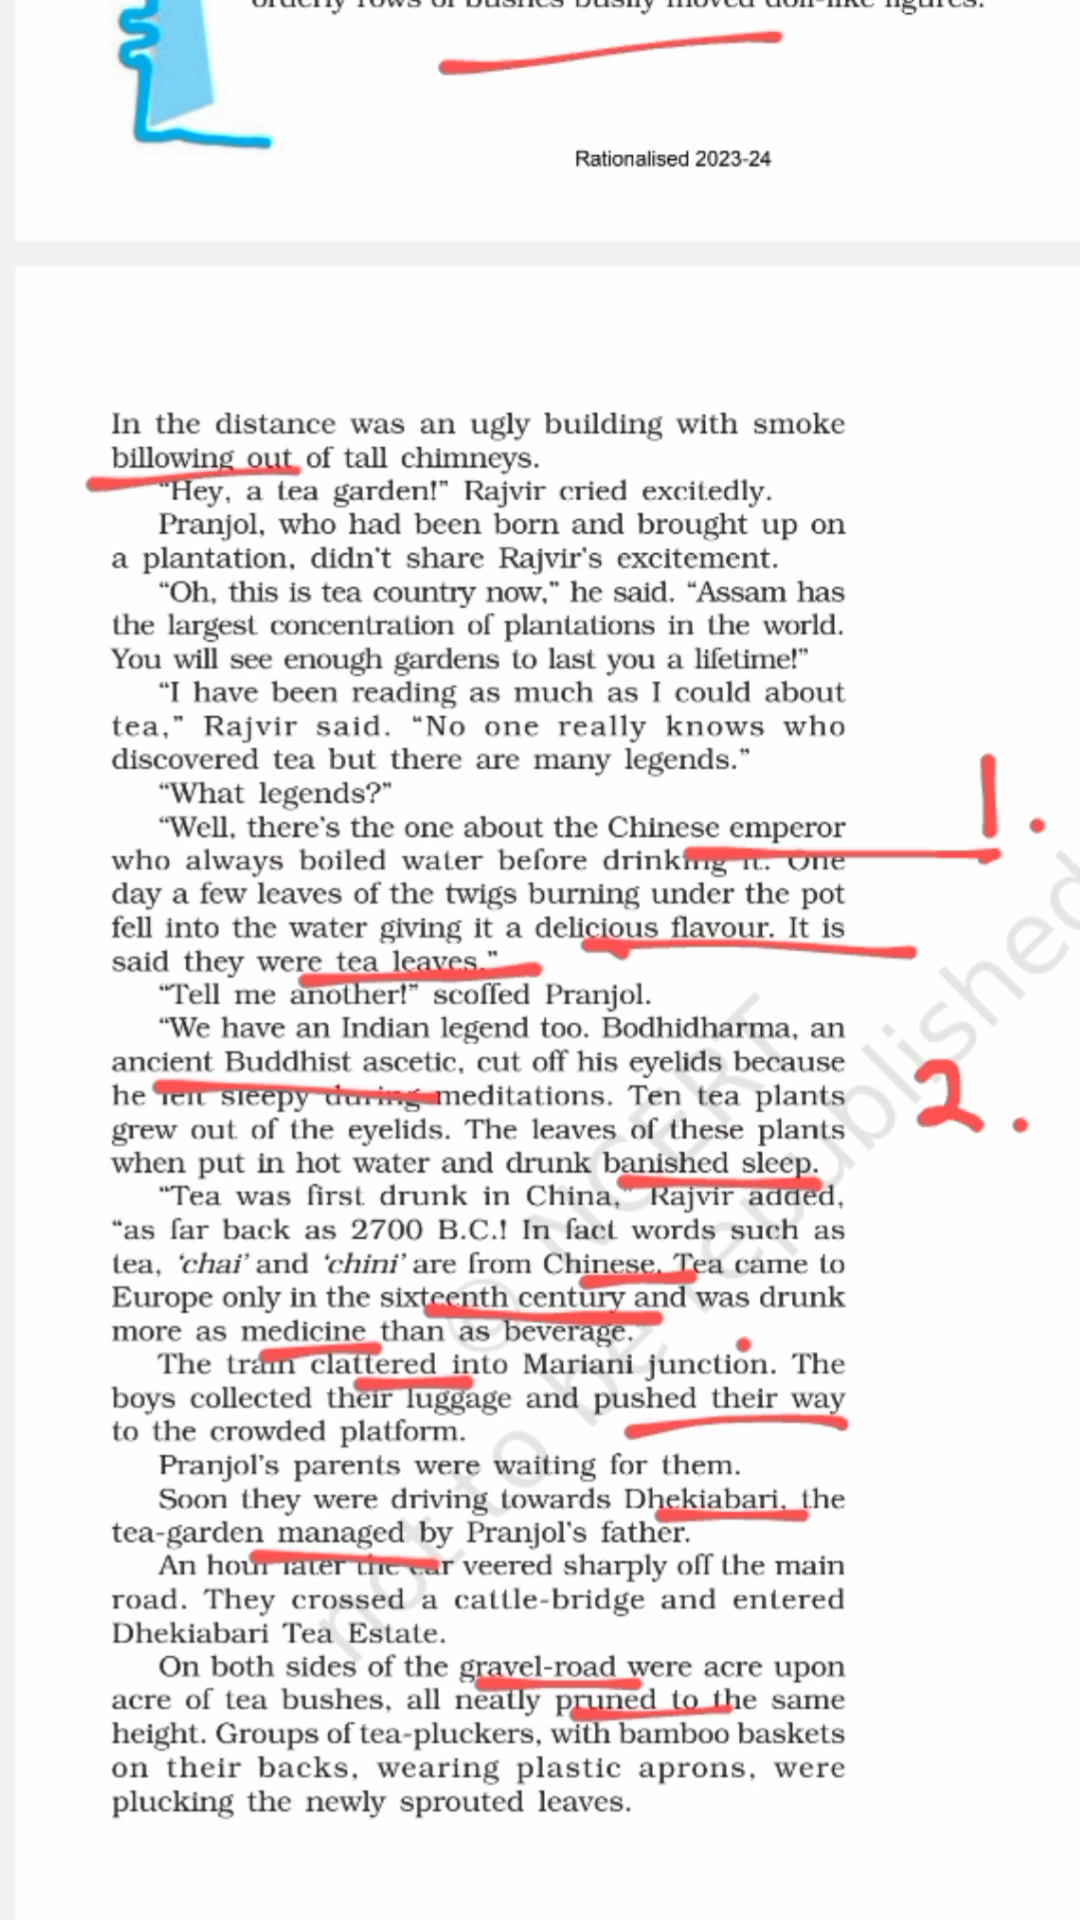 orderly rows of bushes busily moved doll-like figures.
Rationalised 2023-24
In the distance was an ugly building with smoke
billowing out of tall chimneys.
“Hey, a tea garden!” Rajvir cried excitedly.
Pranjol, who had been born and brought up on
a plantation, didn't share Rajvir's excitement.
“Oh, this is tea country now,” he said. “Assam has
the largest concentration of plantations in the world.
You will see enough gardens to last you a lifetime!”
“I have been reading as much as I could about
tea,” Rajvir said. “No one really knows who
discovered tea but there are many legends.”
“What legends?”
“Well, there's the one about the Chinese emperor
who always boiled water before drinking it. One
day a few leaves of the twigs burning under the pot
fell into the water giving it a delicious flavour. It is
said they were tea leaves.”
“Tell me another!” scoffed Pranjol.
“We have an Indian legend too. Bodhidharma, an
ancient Buddhist ascetic, cut off his eyelids because
he felt sleepy during meditations. Ten tea plants
grew out of the eyelids. The leaves of these plants
when put in hot water and drunk banished sleep.
“Tea was first drunk in China,” Rajvir added,
“as far back as 2700 B.C.! In fact words such as
tea, ‘chai’ and ‘chini’ are from Chinese. Tea came to
Europe only in the sixteenth century and was drunk
more as medicine than as beverage.
The train clattered into Mariani junction. The
boys collected their luggage and pushed their way
to the crowded platform.
Pranjol's parents were waiting for them.
Soon they were driving towards Dhekiabari, the
tea-garden managed by Pranjol's father.
An hour later the car veered sharply off the main
road. They crossed a cattle-bridge and entered
Dhekiabari Tea Estate.
On both sides of the gravel-road were acre upon
acre of tea bushes, all neatly pruned to the same
height. Groups of tea-pluckers, with bamboo baskets
on their backs, wearing plastic aprons, were
plucking the newly sprouted leaves.
1.
2.
© NCERT
not to be republished